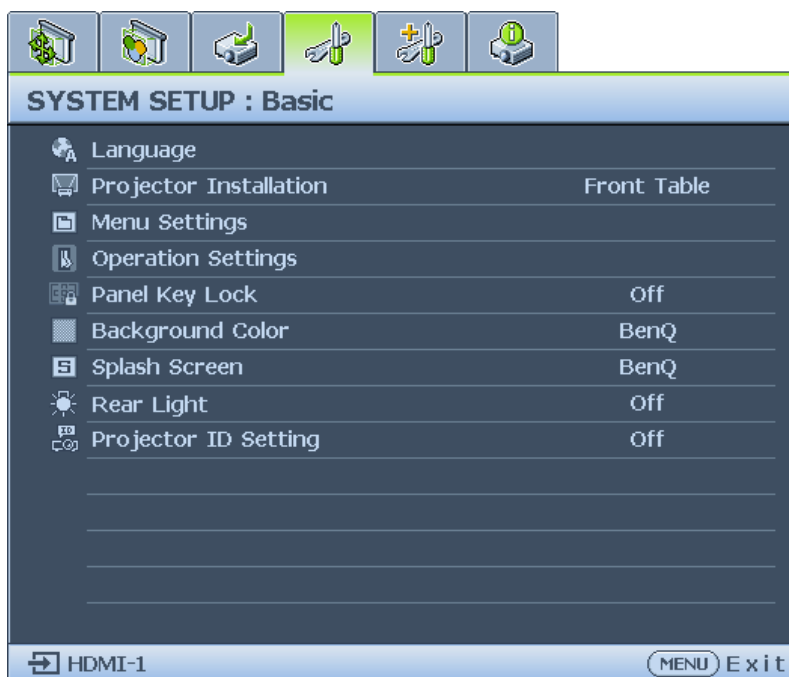 SYSTEM SETUP : Basic
Language
Projector Installation Front Table
Menu Settings
Operation Settings
Panel Key Lock Off
Background Color BenQ
Splash Screen BenQ
Rear Light Off
Projector ID Setting Off
HDMI-1 MENU Exit